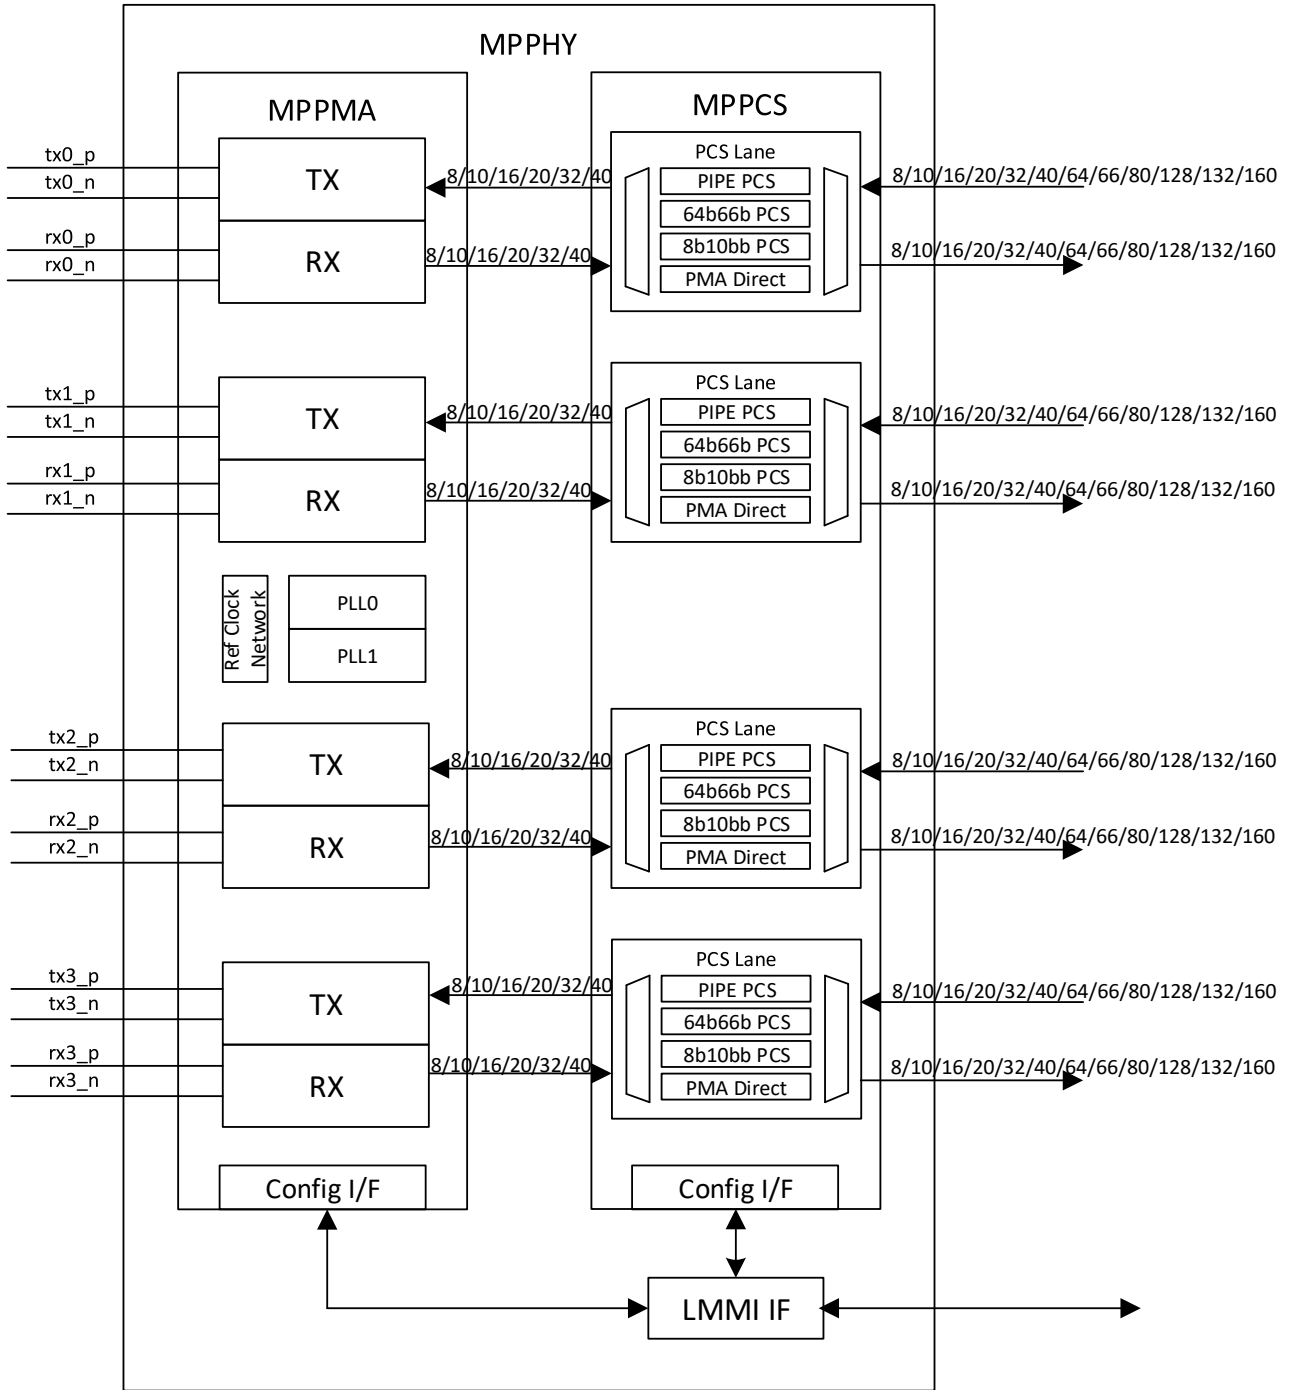 MPPHY
MPPMA
MPPCS
tx0_p
tx0_n
rx0_p
rx0_n
TX
RX
8/10/16/20/32/40
8/10/16/20/32/40
PCS Lane
PIPE PCS
64b66b PCS
8b10bb PCS
PMA Direct
8/10/16/20/32/40/64/66/80/128/132/160
8/10/16/20/32/40/64/66/80/128/132/160
tx1_p
tx1_n
rx1_p
rx1_n
TX
RX
8/10/16/20/32/40
8/10/16/20/32/40
PCS Lane
PIPE PCS
64b66b PCS
8b10bb PCS
PMA Direct
8/10/16/20/32/40/64/66/80/128/132/160
8/10/16/20/32/40/64/66/80/128/132/160
Ref Clock
Network
PLL0
PLL1
tx2_p
tx2_n
rx2_p
rx2_n
TX
RX
8/10/16/20/32/40
8/10/16/20/32/40
PCS Lane
PIPE PCS
64b66b PCS
8b10bb PCS
PMA Direct
8/10/16/20/32/40/64/66/80/128/132/160
8/10/16/20/32/40/64/66/80/128/132/160
tx3_p
tx3_n
rx3_p
rx3_n
TX
RX
8/10/16/20/32/40
8/10/16/20/32/40
PCS Lane
PIPE PCS
64b66b PCS
8b10bb PCS
PMA Direct
8/10/16/20/32/40/64/66/80/128/132/160
8/10/16/20/32/40/64/66/80/128/132/160
Config I/F
Config I/F
LMMI IF